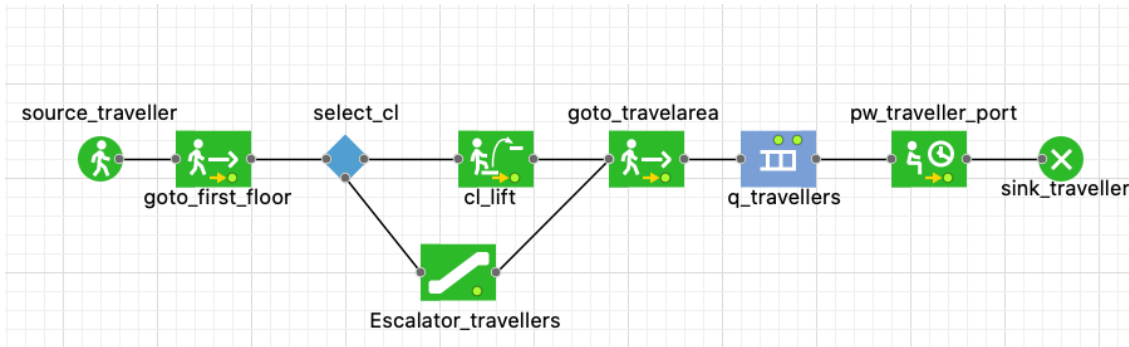 source_traveller
goto_first_floor
select_cl
cl_lift
Escalator_travellers
goto_travelarea
q_travellers
pw_traveller_port
sink_traveller